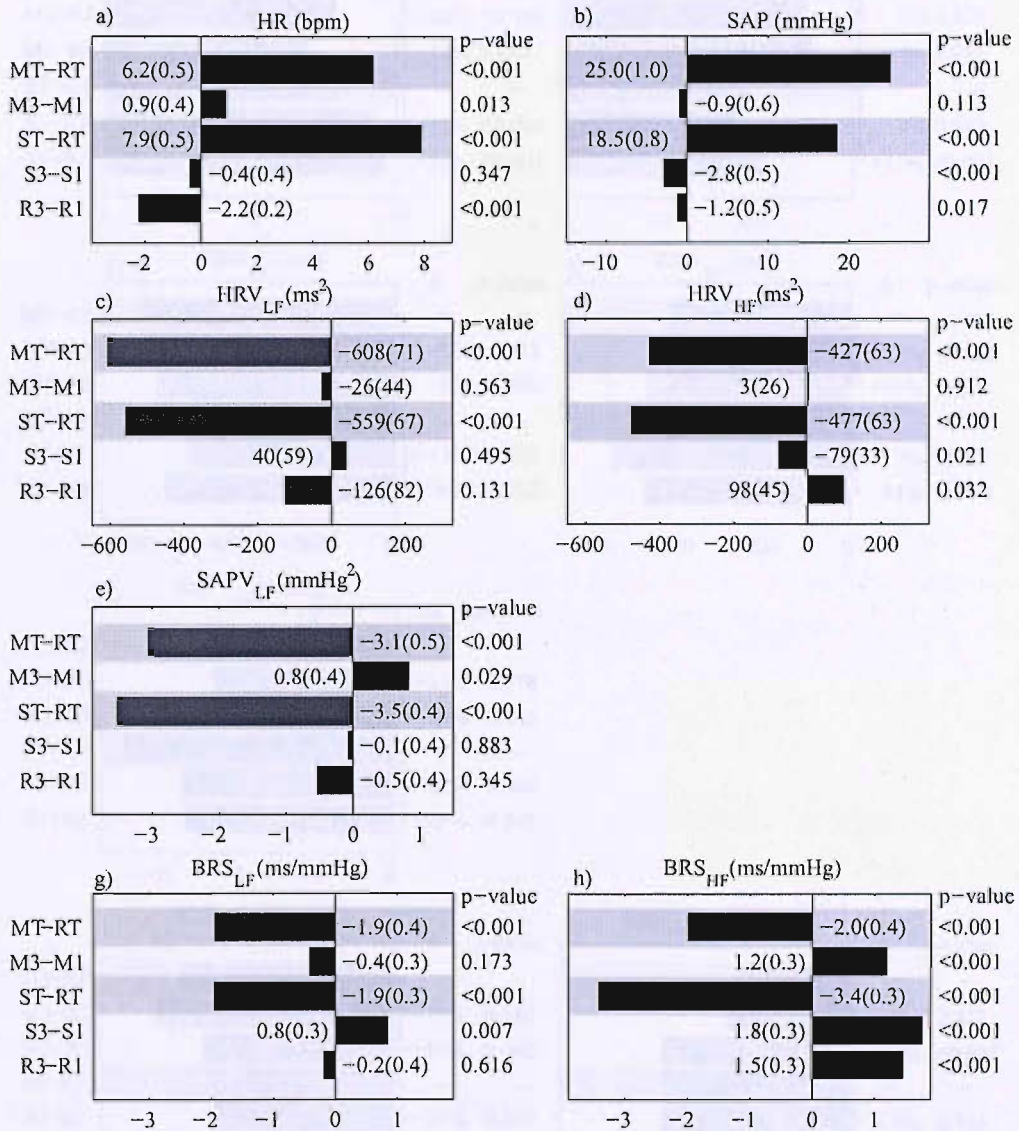 a) HR (bpm)
p-value
MT-RT 6.2(0.5) <0.001
M3-M1 0.9(0.4) 0.013
ST-RT 7.9(0.5) <0.001
S3-S1 −0.4(0.4) 0.347
R3-R1 −2.2(0.2) <0.001
−2 0 2 4 6 8
b) SAP (mmHg)
p-value
25.0(1.0) <0.001
−0.9(0.6) 0.113
18.5(0.8) <0.001
−2.8(0.5) <0.001
−1.2(0.5) 0.017
−10 0 10 20
c) HRV_LF (ms²)
p-value
MT-RT −608(71) <0.001
M3-M1 −26(44) 0.563
ST-RT −559(67) <0.001
S3-S1 40(59) 0.495
R3-R1 −126(82) 0.131
−600 −400 −200 0 200
d) HRV_HF (ms²)
p-value
−427(63) <0.001
3(26) 0.912
−477(63) <0.001
−79(33) 0.021
98(45) 0.032
−600 −400 −200 0 200
e) SAPV_LF (mmHg²)
p-value
MT-RT −3.1(0.5) <0.001
M3-M1 0.8(0.4) 0.029
ST-RT −3.5(0.4) <0.001
S3-S1 −0.1(0.4) 0.883
R3-R1 −0.5(0.4) 0.345
−3 −2 −1 0 1
g) BRS_LF (ms/mmHg)
p-value
MT-RT −1.9(0.4) <0.001
M3-M1 −0.4(0.3) 0.173
ST-RT −1.9(0.3) <0.001
S3-S1 0.8(0.3) 0.007
R3-R1 −0.2(0.4) 0.616
−3 −2 −1 0 1
h) BRS_HF (ms/mmHg)
p-value
−2.0(0.4) <0.001
1.2(0.3) <0.001
−3.4(0.3) <0.001
1.8(0.3) <0.001
1.5(0.3) <0.001
−3 −2 −1 0 1